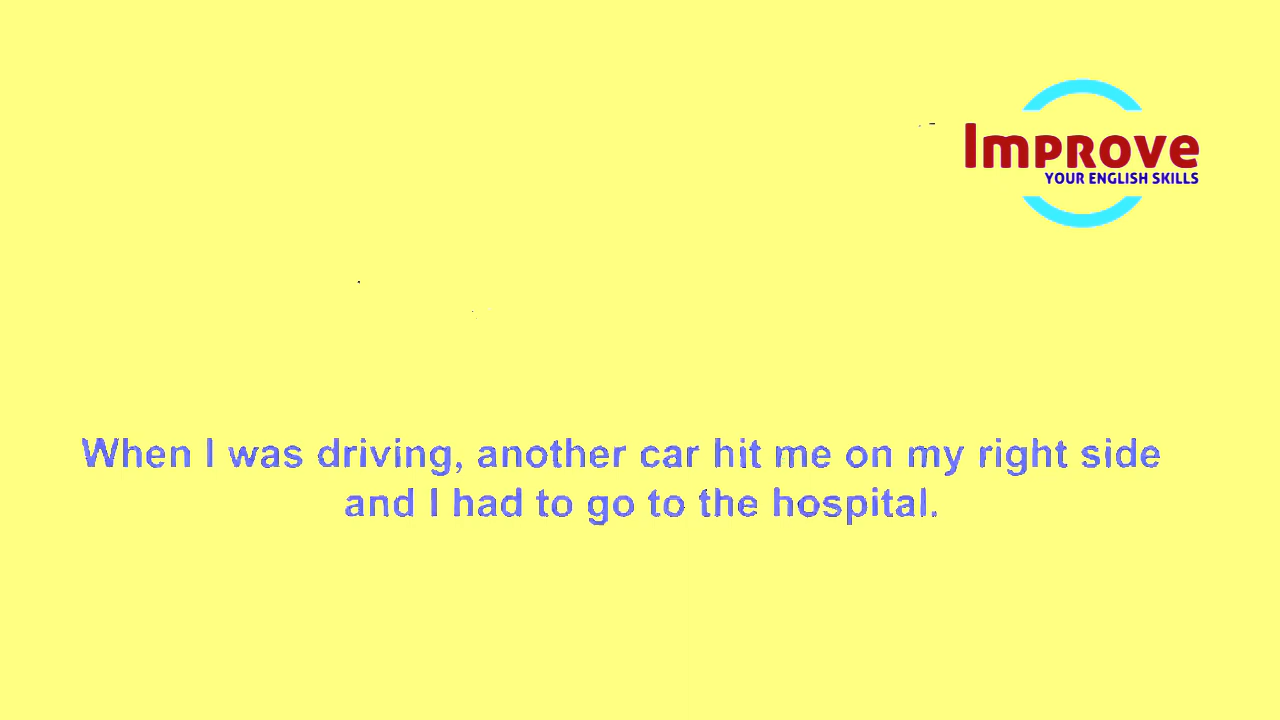 Improve
YOUR ENGLISH SKILLS
When I was driving, another car hit me on my right side
and I had to go to the hospital.